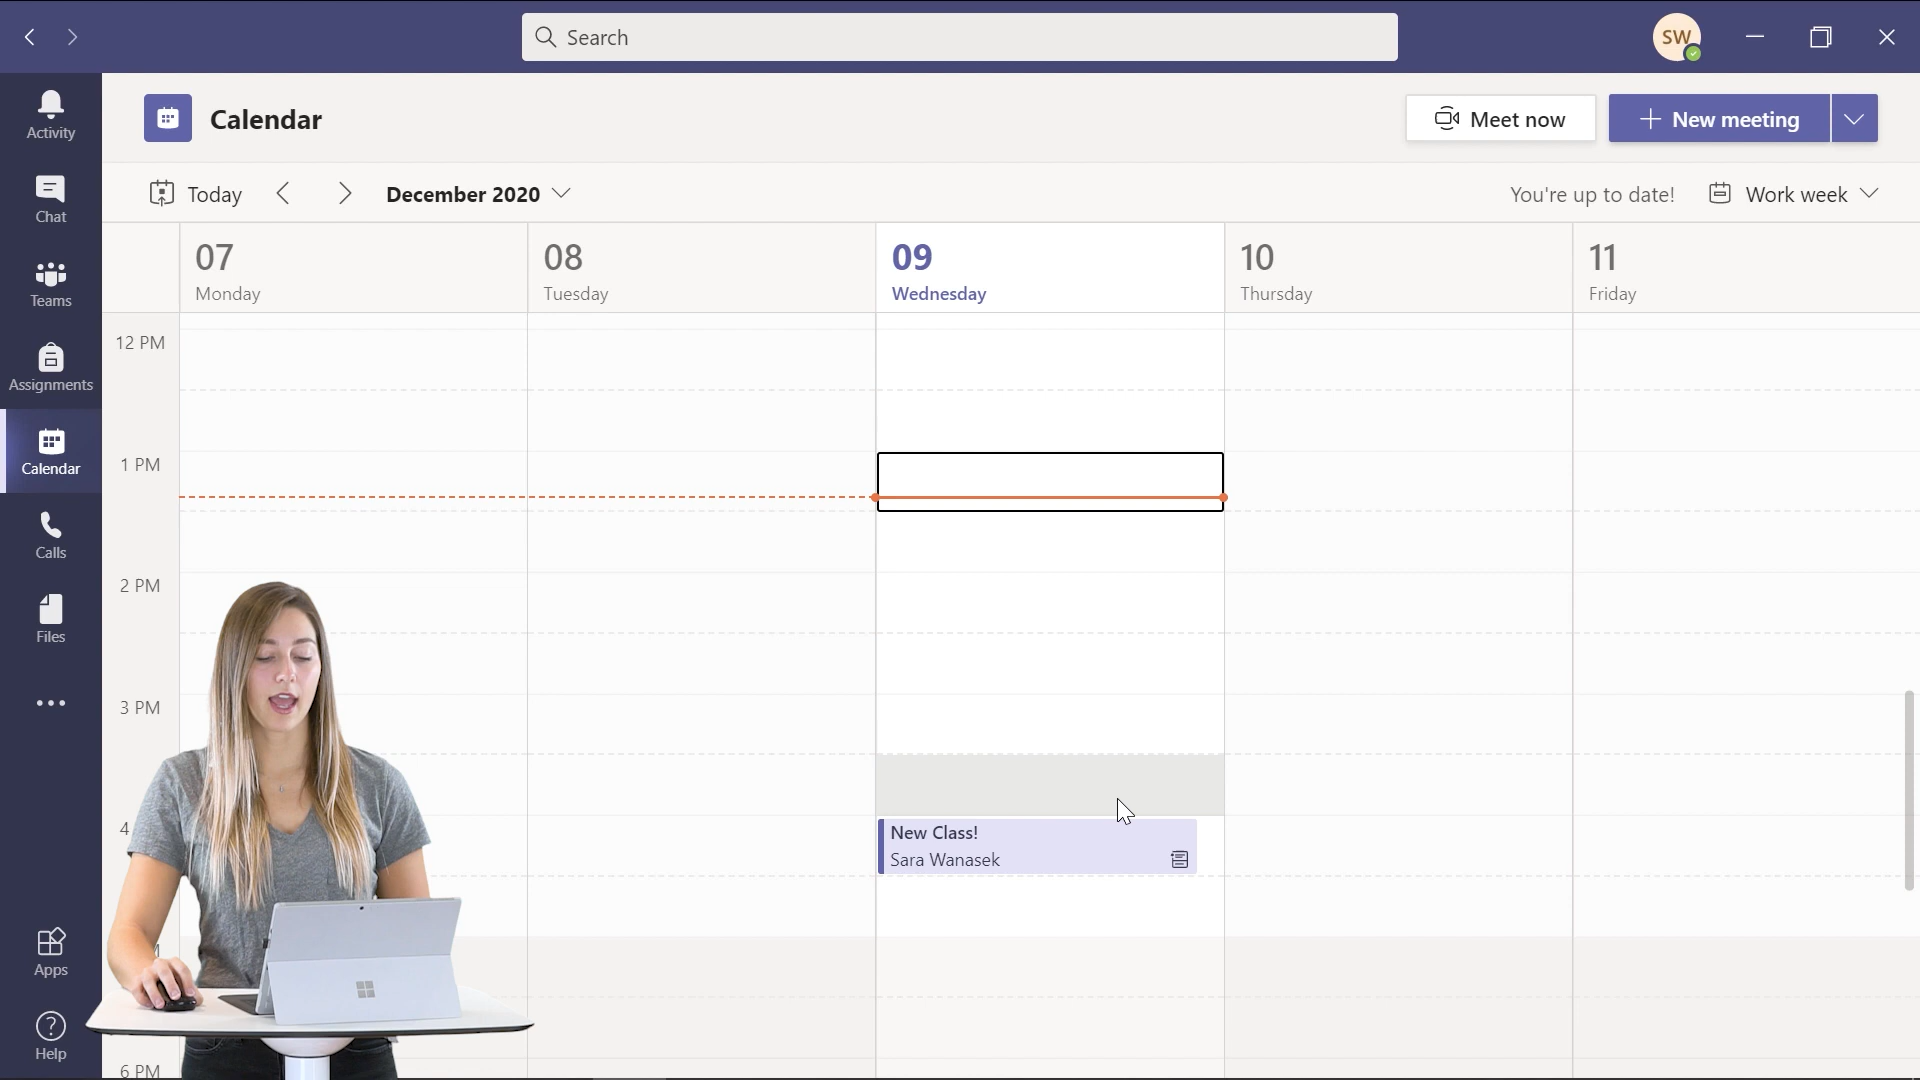 Search
SW
Activity
Chat
Teams
Assignments
Calendar
Calls
Files
Apps
Help
Calendar
Meet now
New meeting
Today
December 2020
You're up to date!
Work week
07
Monday
08
Tuesday
09
Wednesday
10
Thursday
11
Friday
12 PM
1 PM
2 PM
3 PM
4
New Class!
Sara Wanasek
6 PM